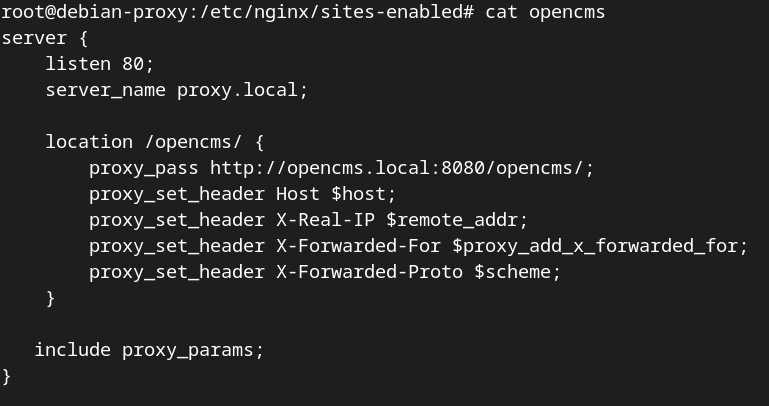 root@debian-proxy:/etc/nginx/sites-enabled# cat opencms
server {
    listen 80;
    server_name proxy.local;

    location /opencms/ {
        proxy_pass http://opencms.local:8080/opencms/;
        proxy_set_header Host $host;
        proxy_set_header X-Real-IP $remote_addr;
        proxy_set_header X-Forwarded-For $proxy_add_x_forwarded_for;
        proxy_set_header X-Forwarded-Proto $scheme;
    }

   include proxy_params;
}